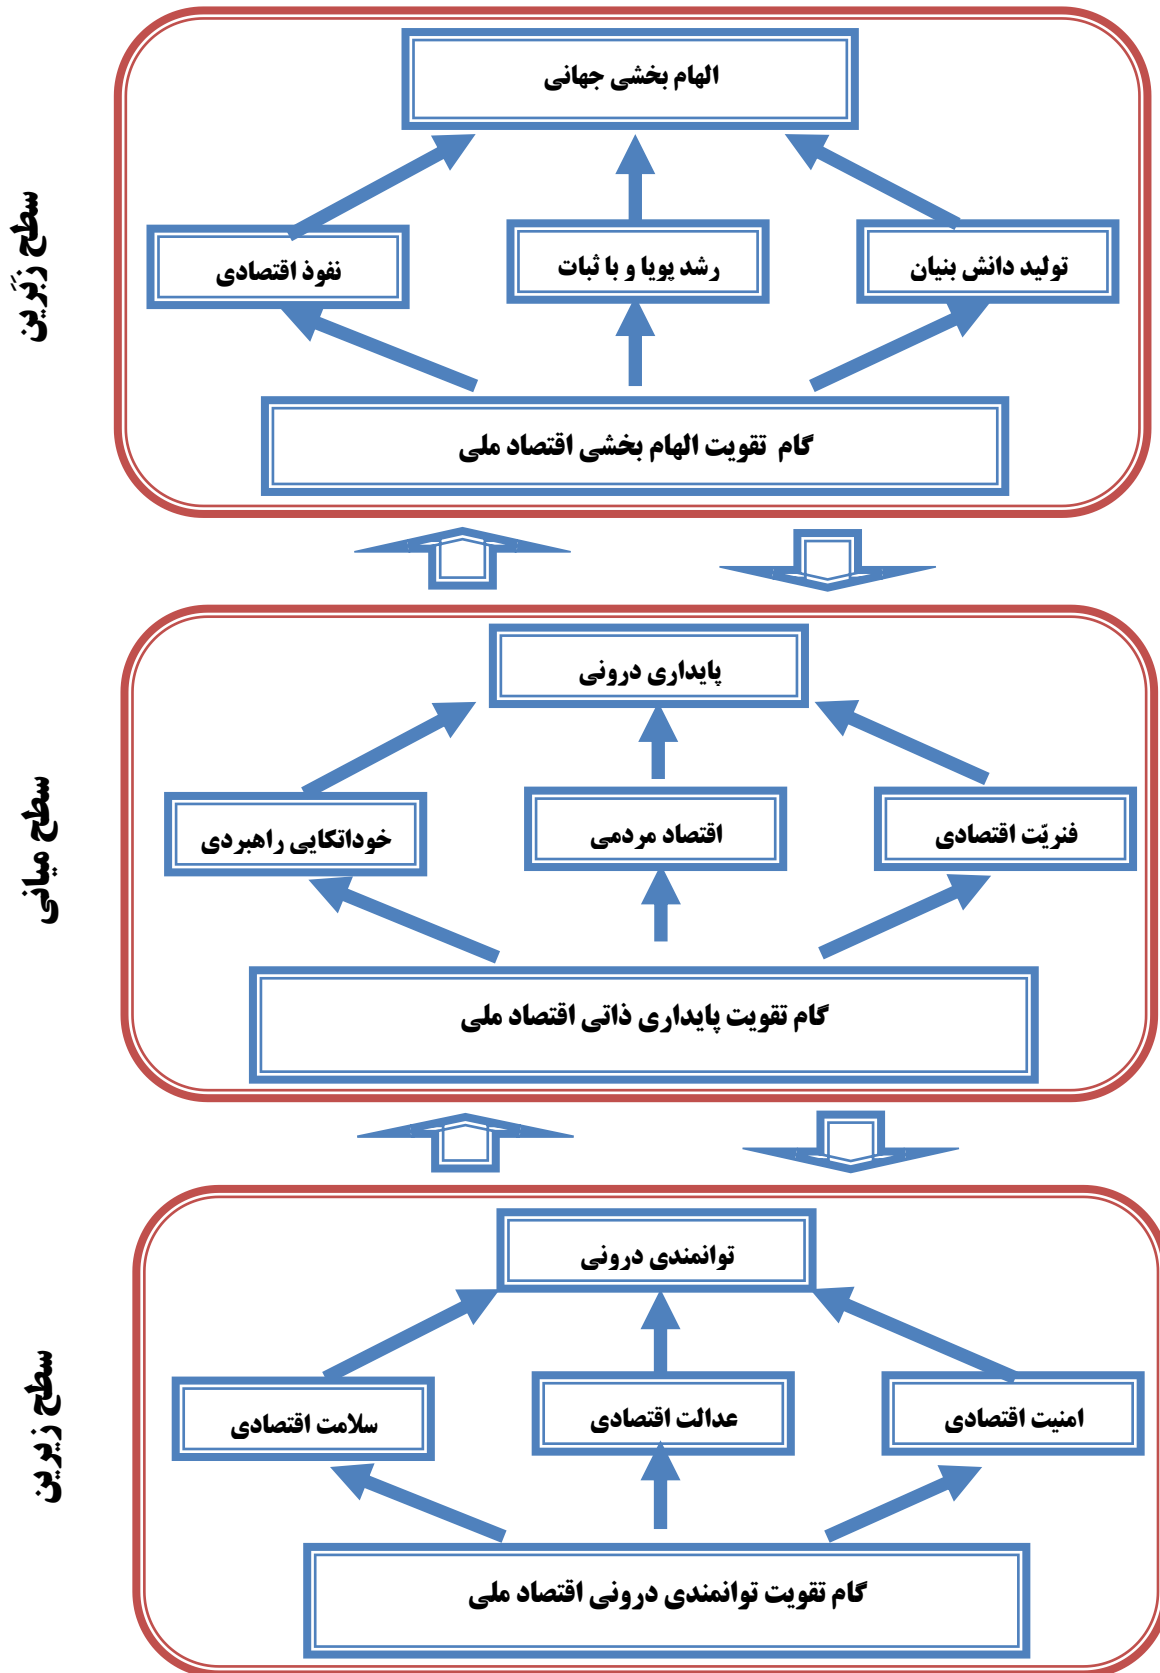 سطح زَبَرین
الهام بخشی جهانی
تولید دانش بنیان
رشد پویا و با ثبات
نفوذ اقتصادی
گام تقویت الهام بخشی اقتصاد ملی
سطح میانی
پایداری درونی
فنریّت اقتصادی
اقتصاد مردمی
خوداتکایی راهبردی
گام تقویت پایداری ذاتی اقتصاد ملی
سطح زیرین
توانمندی درونی
امنیت اقتصادی
عدالت اقتصادی
سلامت اقتصادی
گام تقویت توانمندی درونی اقتصاد ملی